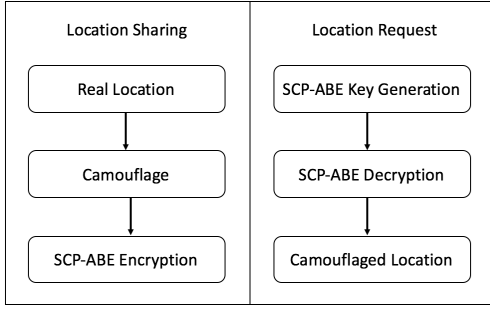 Location Sharing
Real Location
Camouflage
SCP-ABE Encryption
Location Request
SCP-ABE Key Generation
SCP-ABE Decryption
Camouflaged Location